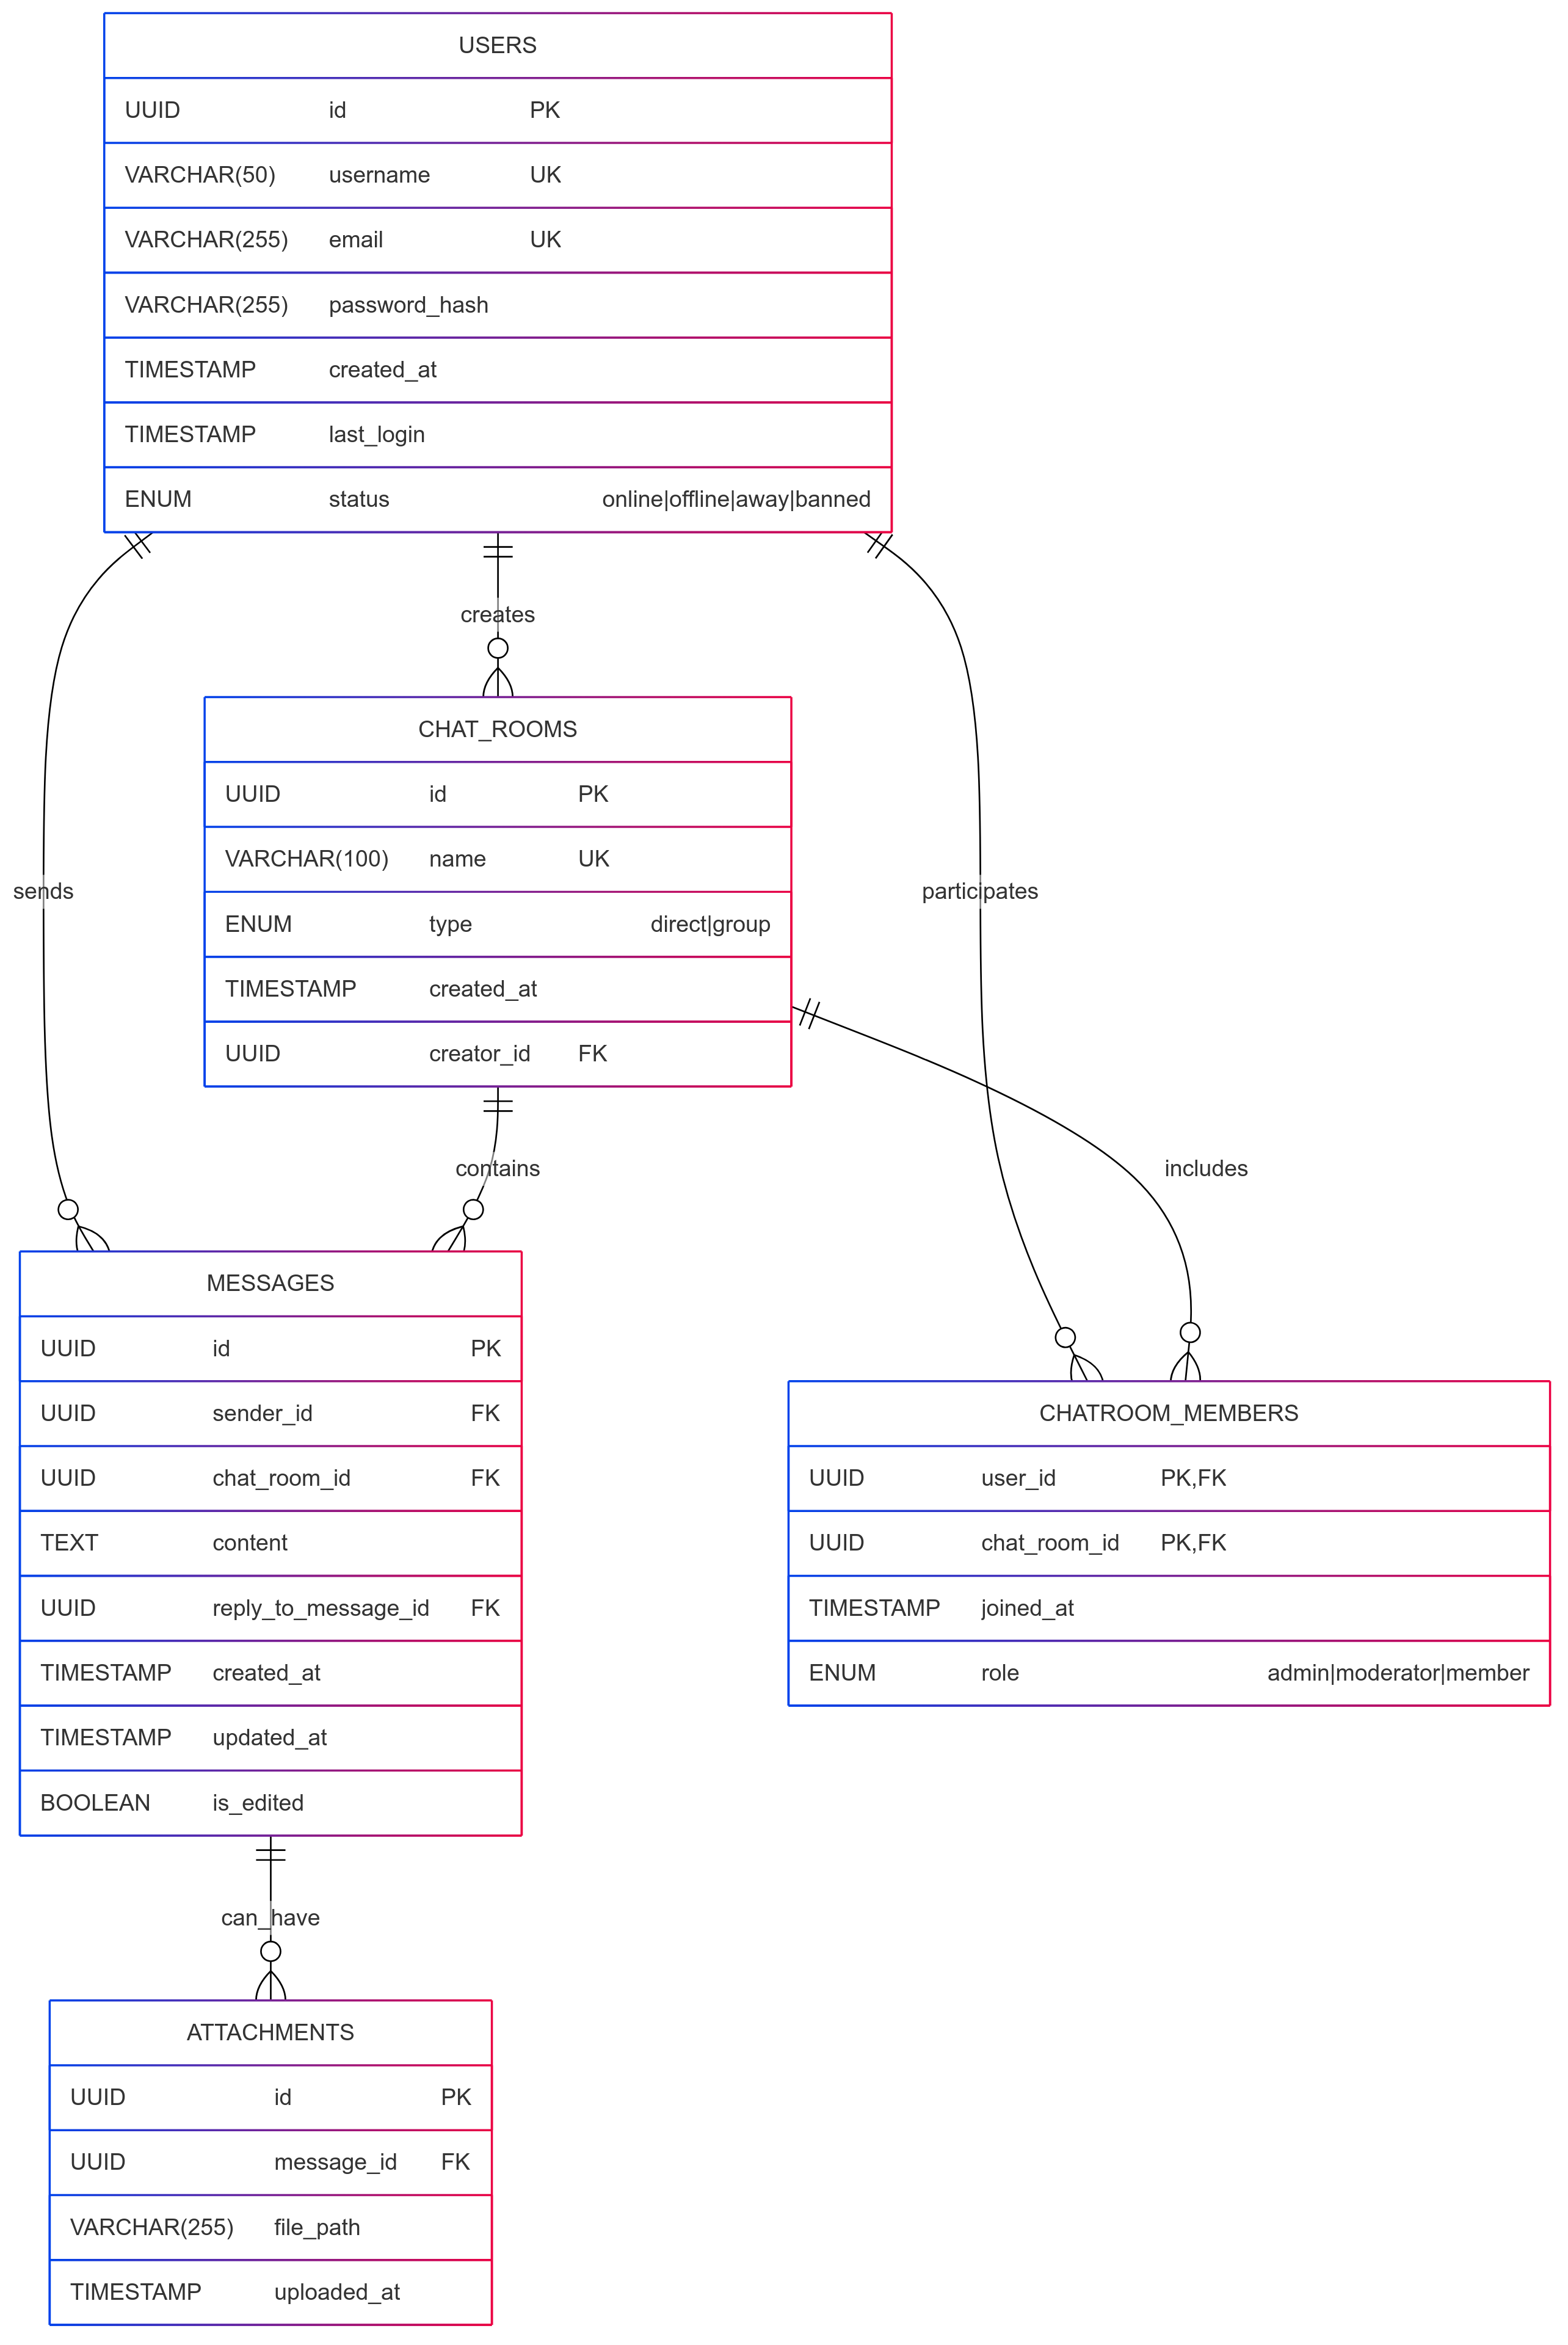 USERS
UUID id PK
VARCHAR(50) username UK
VARCHAR(255) email UK
VARCHAR(255) password_hash
TIMESTAMP created_at
TIMESTAMP last_login
ENUM status online|offline|away|banned
creates
CHAT_ROOMS
UUID id PK
VARCHAR(100) name UK
ENUM type direct|group
TIMESTAMP created_at
UUID creator_id FK
sends
participates
contains
includes
MESSAGES
UUID id PK
UUID sender_id FK
UUID chat_room_id FK
TEXT content
UUID reply_to_message_id FK
TIMESTAMP created_at
TIMESTAMP updated_at
BOOLEAN is_edited
CHATROOM_MEMBERS
UUID user_id PK,FK
UUID chat_room_id PK,FK
TIMESTAMP joined_at
ENUM role admin|moderator|member
can_have
ATTACHMENTS
UUID id PK
UUID message_id FK
VARCHAR(255) file_path
TIMESTAMP uploaded_at